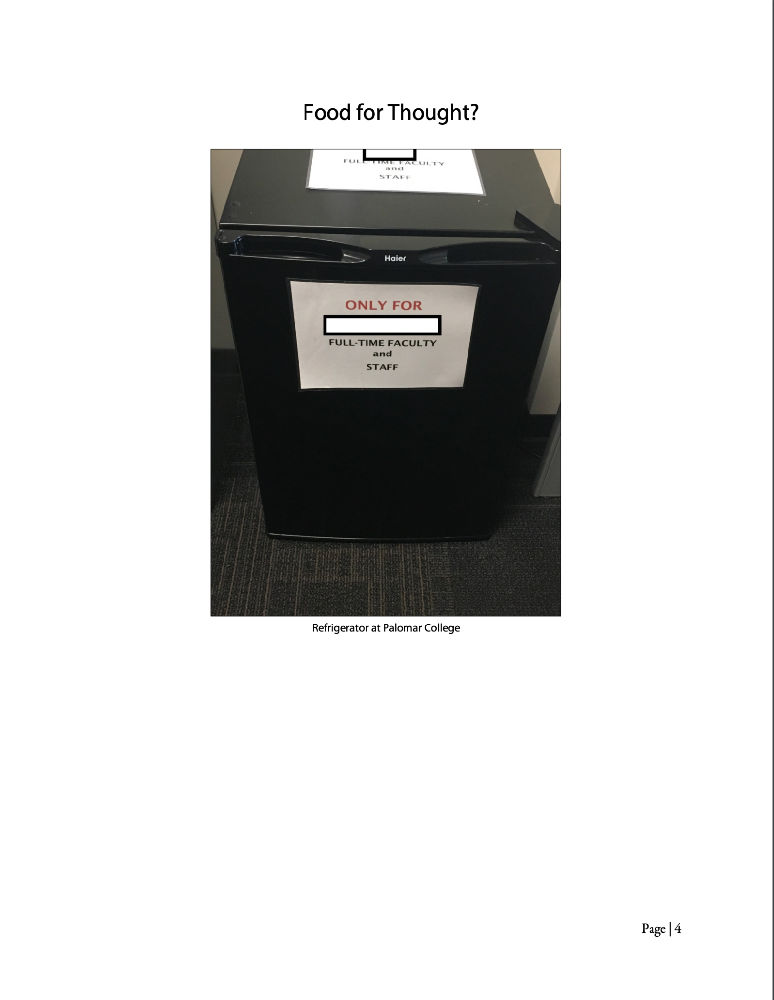 Food for Thought?
FULL-TIME FACULTY
and
STAFF
Haier
ONLY FOR
FULL-TIME FACULTY
and
STAFF
Refrigerator at Palomar College
Page | 4